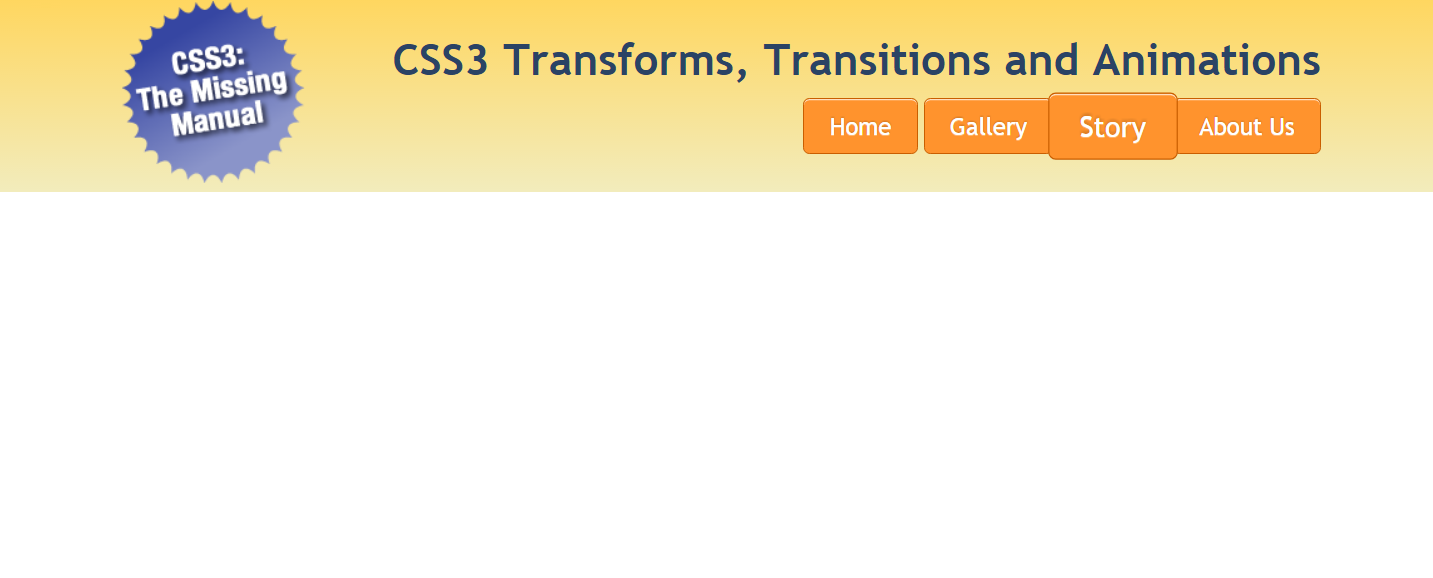 CSS3:
The Missing
Manual
CSS3 Transforms, Transitions and Animations
Home Gallery Story About Us